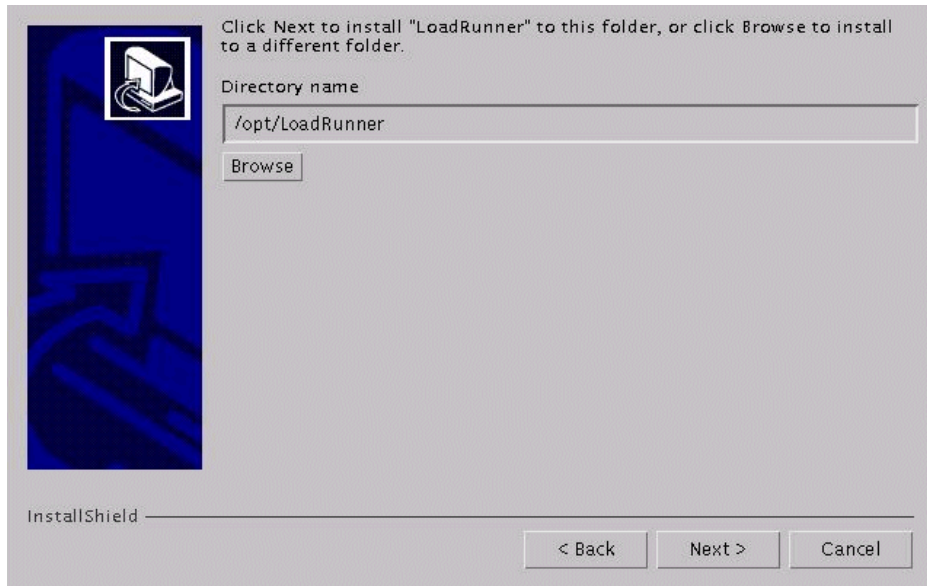 Click Next to install "LoadRunner" to this folder, or click Browse to install
to a different folder.
Directory name
/opt/LoadRunner
Browse
InstallShield
< Back
Next >
Cancel